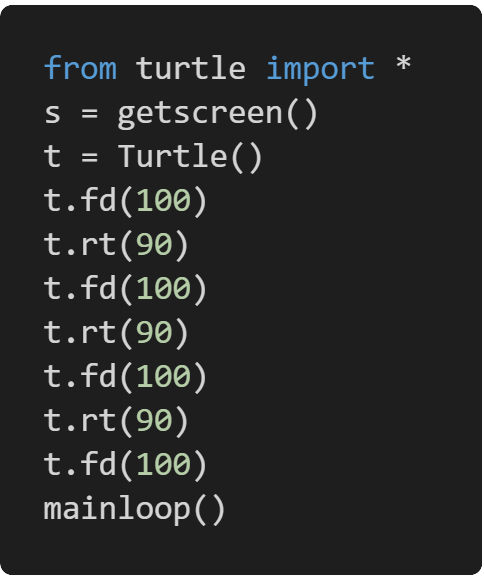 from turtle import *
s = getscreen()
t = Turtle()
t.fd(100)
t.rt(90)
t.fd(100)
t.rt(90)
t.fd(100)
t.rt(90)
t.fd(100)
mainloop()